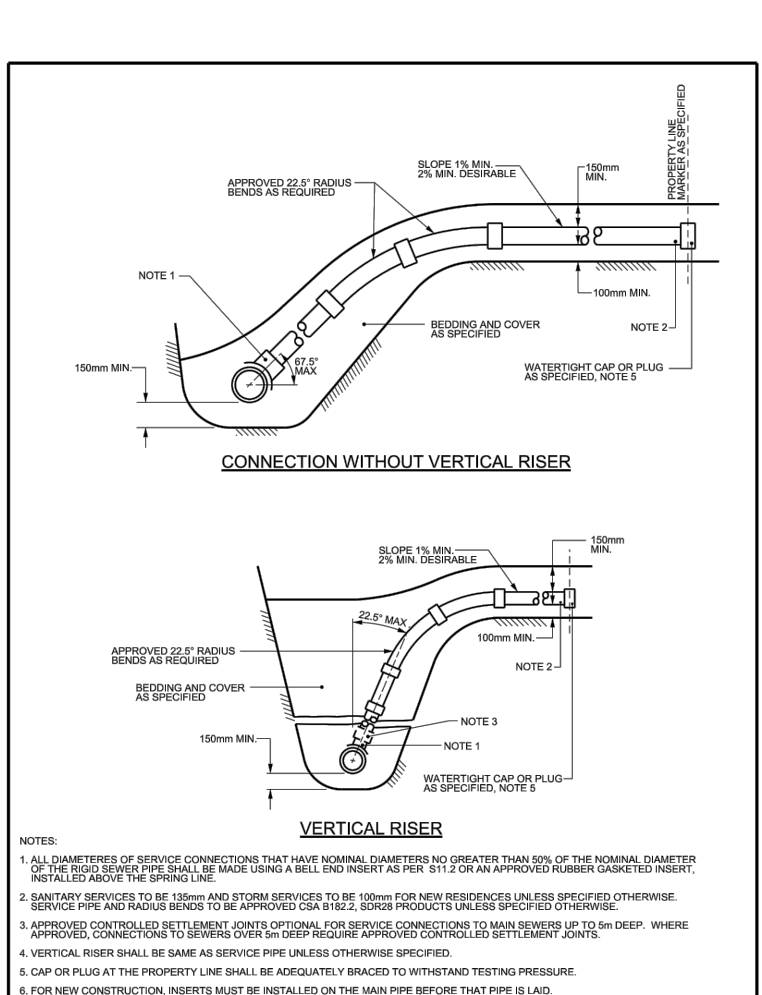 PROPERTY LINE
MARKER AS SPECIFIED
SLOPE 1% MIN.
2% MIN. DESIRABLE
150mm
MIN.
APPROVED 22.5° RADIUS
BENDS AS REQUIRED
NOTE 1
100mm MIN.
BEDDING AND COVER
AS SPECIFIED
NOTE 2
67.5°
MAX
150mm MIN.
WATERTIGHT CAP OR PLUG
AS SPECIFIED, NOTE 5
CONNECTION WITHOUT VERTICAL RISER
150mm
MIN.
SLOPE 1% MIN.
2% MIN. DESIRABLE
22.5° MAX
100mm MIN.
APPROVED 22.5° RADIUS
BENDS AS REQUIRED
NOTE 2
BEDDING AND COVER
AS SPECIFIED
NOTE 3
150mm MIN.
NOTE 1
WATERTIGHT CAP OR PLUG
AS SPECIFIED, NOTE 5
VERTICAL RISER
NOTES:
1. ALL DIAMETERES OF SERVICE CONNECTIONS THAT HAVE NOMINAL DIAMETERS NO GREATER THAN 50% OF THE NOMINAL DIAMETER
OF THE RIGID SEWER PIPE SHALL BE MADE USING A BELL END INSERT AS PER S11.2 OR AN APPROVED RUBBER GASKETED INSERT,
INSTALLED ABOVE THE SPRING LINE.
2. SANITARY SERVICES TO BE 135mm AND STORM SERVICES TO BE 100mm FOR NEW RESIDENCES UNLESS SPECIFIED OTHERWISE.
SERVICE PIPE AND RADIUS BENDS TO BE APPROVED CSA B182.2, SDR28 PRODUCTS UNLESS SPECIFIED OTHERWISE.
3. APPROVED CONTROLLED SETTLEMENT JOINTS OPTIONAL FOR SERVICE CONNECTIONS TO MAIN SEWERS UP TO 5m DEEP. WHERE
APPROVED, CONNECTIONS TO SEWERS OVER 5m DEEP REQUIRE APPROVED CONTROLLED SETTLEMENT JOINTS.
4. VERTICAL RISER SHALL BE SAME AS SERVICE PIPE UNLESS OTHERWISE SPECIFIED.
5. CAP OR PLUG AT THE PROPERTY LINE SHALL BE ADEQUATELY BRACED TO WITHSTAND TESTING PRESSURE.
6. FOR NEW CONSTRUCTION, INSERTS MUST BE INSTALLED ON THE MAIN PIPE BEFORE THAT PIPE IS LAID.